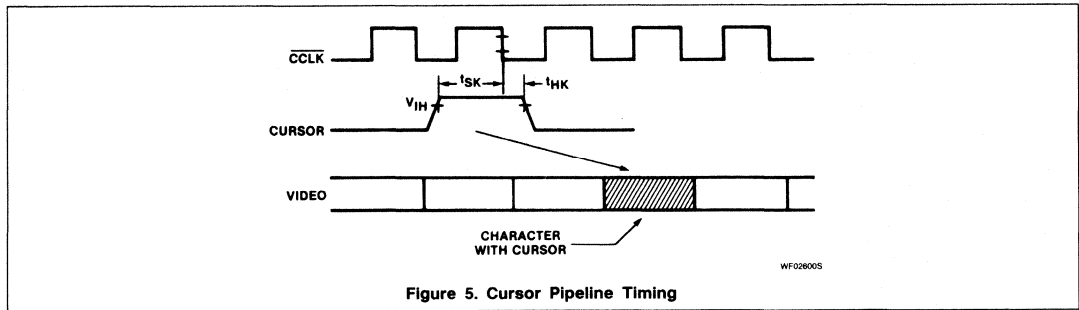 CCLK
tSK
tHK
VIH
CURSOR
VIDEO
CHARACTER
WITH CURSOR
WF02600S
Figure 5. Cursor Pipeline Timing